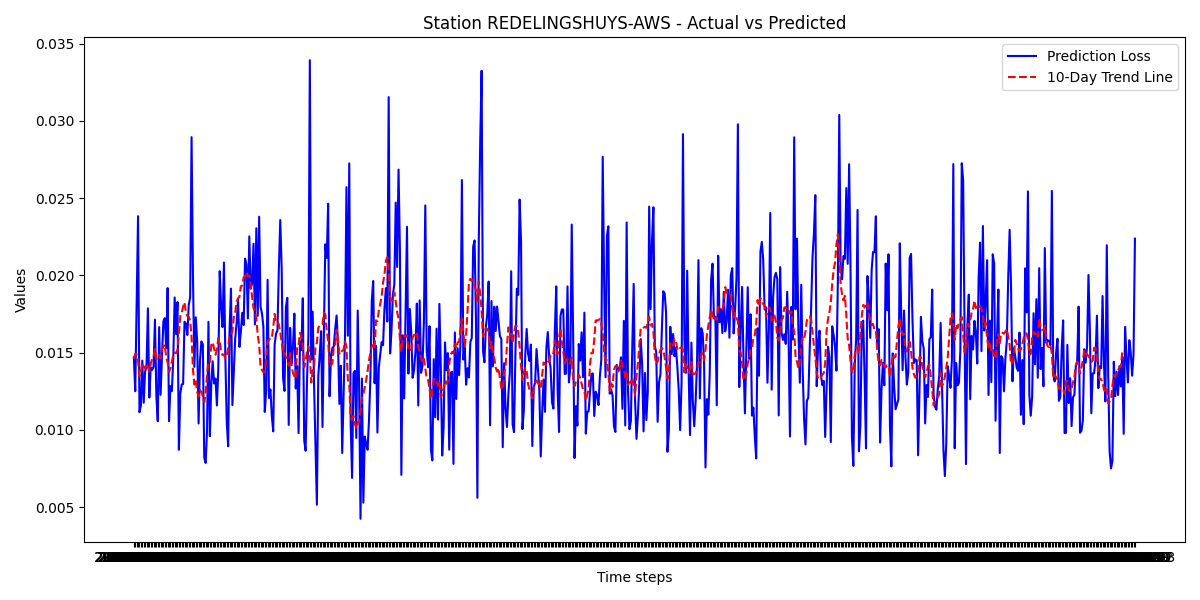 Station REDELINGSHUYS-AWS - Actual vs Predicted
Prediction Loss
10-Day Trend Line
Values
0.035
0.030
0.025
0.020
0.015
0.010
0.005
Time steps